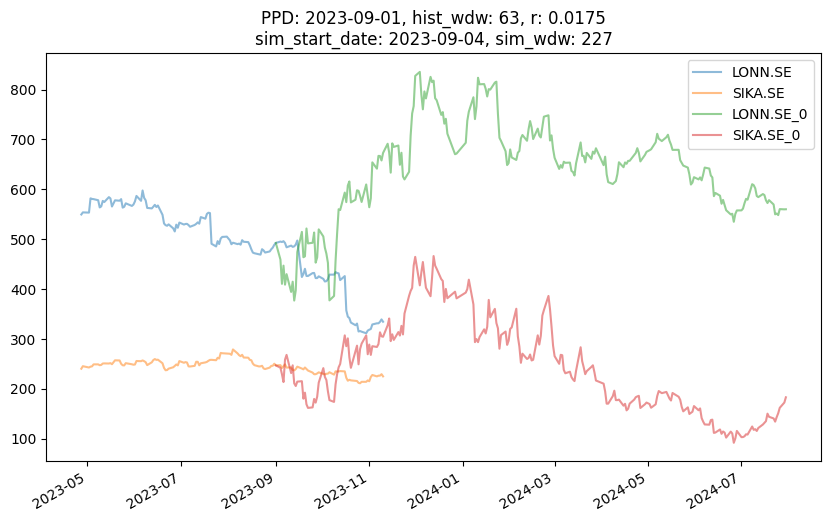 PPD: 2023-09-01, hist_wdw: 63, r: 0.0175
sim_start_date: 2023-09-04, sim_wdw: 227
LONN.SE
SIKA.SE
LONN.SE_0
SIKA.SE_0
800
700
600
500
400
300
200
100
2023-05
2023-07
2023-09
2023-11
2024-01
2024-03
2024-05
2024-07